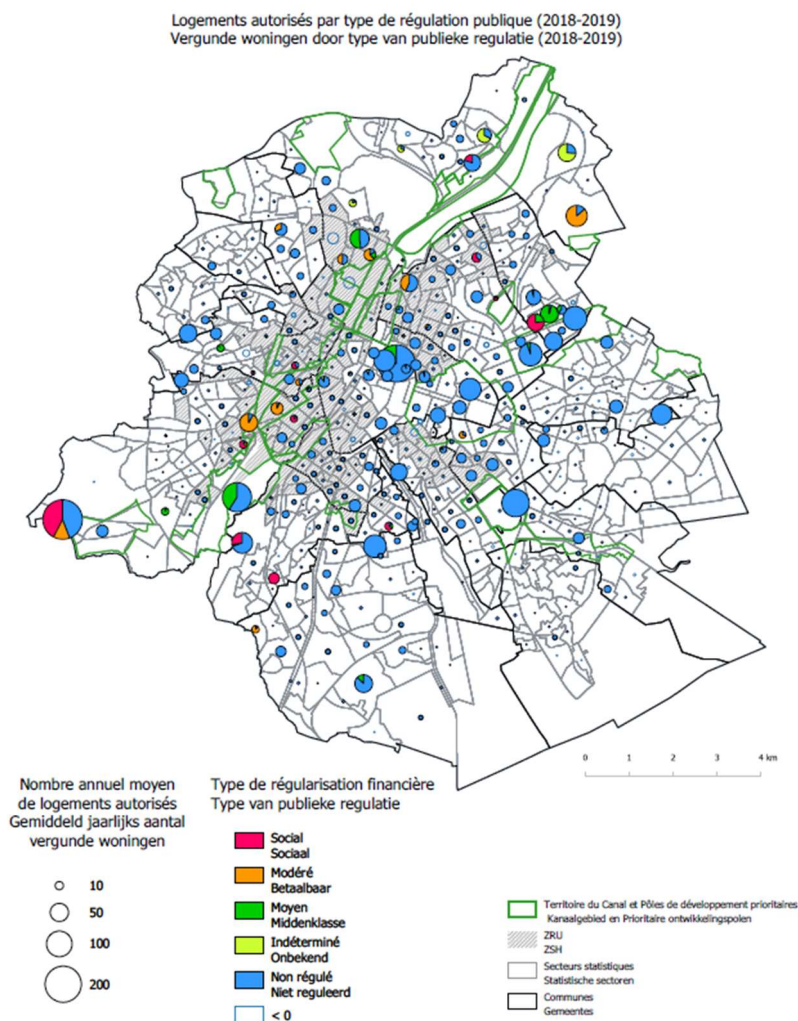 Logements autorisés par type de régulation publique (2018-2019)
Vergunde woningen door type van publieke regulatie (2018-2019)
0 1 2 3 4 km
Nombre annuel moyen
de logements autorisés
Gemiddeld jaarlijks aantal
vergunde woningen
10
50
100
200
Type de régularisation financière
Type van publieke regulatie
Social
Sociaal
Modéré
Betaalbaar
Moyen
Middenklasse
Indéterminé
Onbekend
Non régulé
Niet reguleerd
< 0
Territoire du Canal et Pôles de développement prioritaires
Kanaalgebied en Prioritaire ontwikkelingspolen
ZRU
ZSH
Secteurs statistiques
Statistische sectoren
Communes
Gemeentes